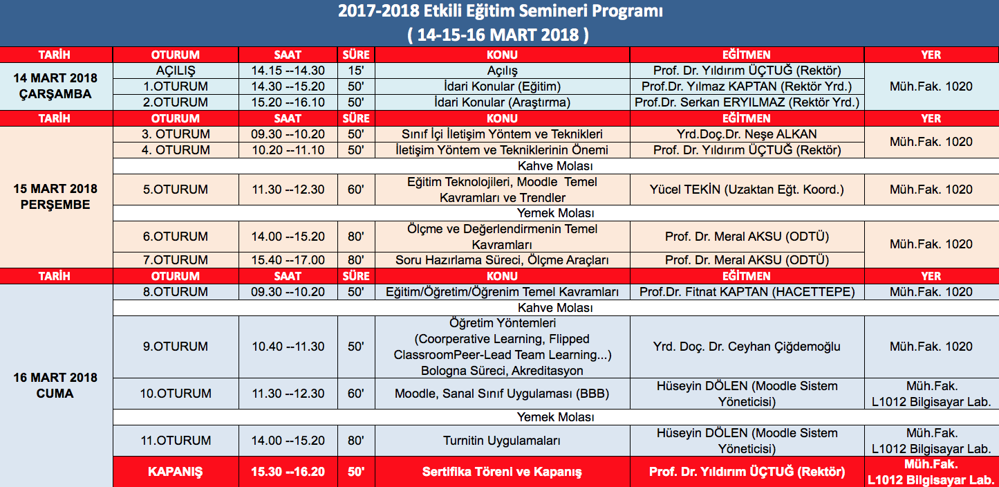 2017-2018 Etkili Eğitim Semineri Programı
( 14-15-16 MART 2018 )
TARİH OTURUM SAAT SÜRE KONU EĞİTMEN YER
14 MART 2018
ÇARŞAMBA
AÇILIŞ 14.15 --14.30 15' Açılış Prof. Dr. Yıldırım ÜÇTUĞ (Rektör)
1.OTURUM 14.30 --15.20 50' İdari Konular (Eğitim) Prof.Dr. Yılmaz KAPTAN (Rektör Yrd.)
2.OTURUM 15.20 --16.10 50' İdari Konular (Araştırma) Prof.Dr. Serkan ERYILMAZ (Rektör Yrd.)
Müh.Fak. 1020
TARİH OTURUM SAAT SÜRE KONU EĞİTMEN YER
15 MART 2018
PERŞEMBE
3. OTURUM 09.30 --10.20 50' Sınıf İçi İletişim Yöntem ve Teknikleri Yrd.Doç.Dr. Neşe ALKAN
4. OTURUM 10.20 --11.10 50' İletişim Yöntem ve Tekniklerinin Önemi Prof. Dr. Yıldırım ÜÇTUĞ (Rektör)
Müh.Fak. 1020
Kahve Molası
5.OTURUM 11.30 --12.30 60' Eğitim Teknolojileri, Moodle Temel
Kavramları ve Trendler
Yücel TEKİN (Uzaktan Eğt. Koord.) Müh.Fak. 1020
Yemek Molası
6.OTURUM 14.00 --15.20 80' Ölçme ve Değerlendirmenin Temel
Kavramları
Prof. Dr. Meral AKSU (ODTÜ)
7.OTURUM 15.40 --17.00 80' Soru Hazırlama Süreci, Ölçme Araçları Prof. Dr. Meral AKSU (ODTÜ)
Müh.Fak. 1020
TARİH OTURUM SAAT SÜRE KONU EĞİTMEN YER
16 MART 2018
CUMA
8.OTURUM 09.30 --10.20 50' Eğitim/Öğretim/Öğrenim Temel Kavramları Prof.Dr. Fitnat KAPTAN (HACETTEPE) Müh.Fak. 1020
Kahve Molası
9.OTURUM 10.40 --11.30 50' Öğretim Yöntemleri
(Coorperative Learning, Flipped
ClassroomPeer-Lead Team Learning...)
Bologna Süreci, Akreditasyon
Yrd. Doç. Dr. Ceyhan Çiğdemoğlu Müh.Fak. 1020
10.OTURUM 11.30 --12.30 60' Moodle, Sanal Sınıf Uygulaması (BBB) Hüseyin DÖLEN (Moodle Sistem
Yöneticisi)
Müh.Fak.
L1012 Bilgisayar Lab.
Yemek Molası
11.OTURUM 14.00 --15.20 80' Turnitin Uygulamaları Hüseyin DÖLEN (Moodle Sistem
Yöneticisi)
Müh.Fak.
L1012 Bilgisayar Lab.
KAPANIŞ 15.30 --16.20 50' Sertifika Töreni ve Kapanış Prof. Dr. Yıldırım ÜÇTUĞ (Rektör)
Müh.Fak.
L1012 Bilgisayar Lab.